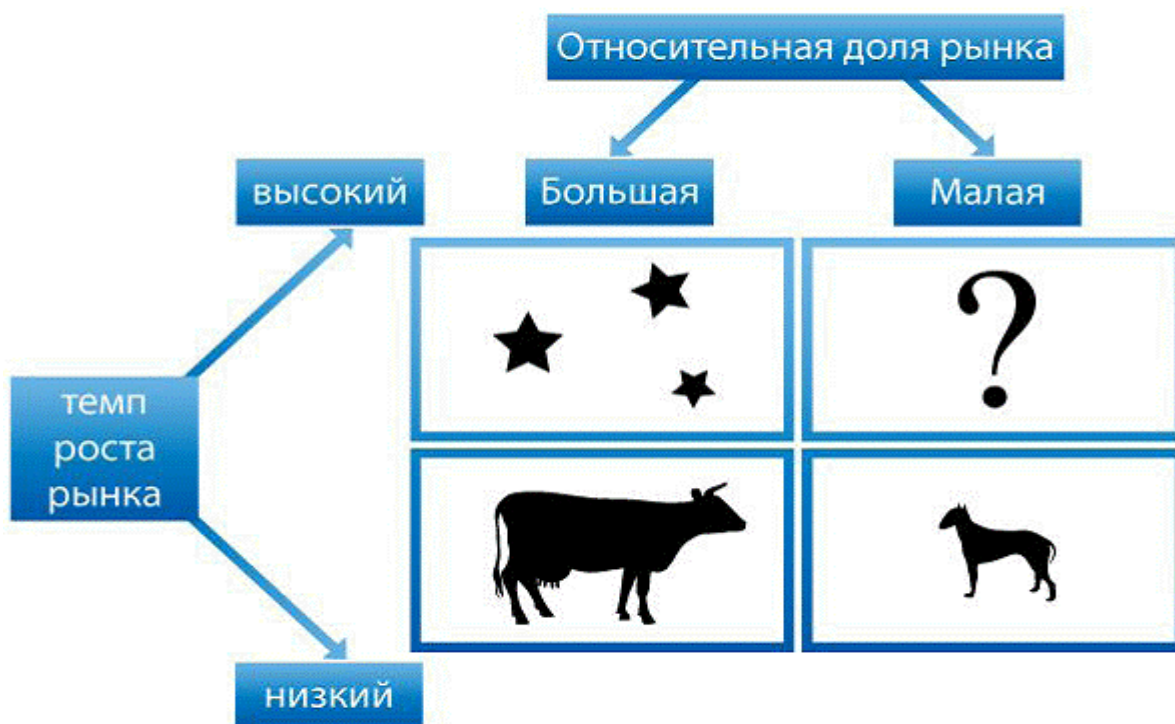 Относительная доля рынка
высокий
Большая
Малая
?
темп
роста
рынка
низкий